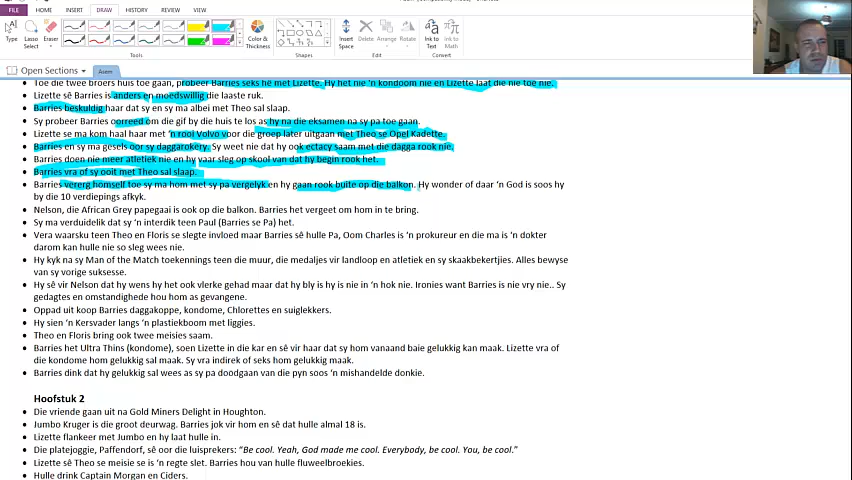 FILE HOME INSERT DRAW HISTORY REVIEW VIEW
Type Lasso Select Eraser Color & Thickness Insert Space Delete Arrange Rotate Ink to Text Ink to Math
Tools Shapes Edit Convert
Open Sections Asem
• Toe die twee broers huis toe gaan, probeer Barries seks hê met Lizette. Hy het nie 'n kondoom nie en Lizette laat die nie toe nie.
• Lizette sê Barries is anders en moedswillig die laaste ruk.
• Barries beskuldig haar dat sy en sy ma albei met Theo sal slaap.
• Sy probeer Barries oorreed om die gif by die huis te los as hy na die eksamen na sy pa toe gaan.
• Lizette se ma kom haal haar met 'n rooi Volvo voor die groep later uitgaan met Theo se Opel Kadette.
• Barries en sy ma gesels oor sy daggarokery. Sy weet nie dat hy ook ectacy saam met die dagga rook nie.
• Barries doen nie meer atletiek nie en hy vaar sleg op skool van dat hy begin rook het.
• Barries vra of sy ooit met Theo sal slaap.
• Barries vererg homself toe sy ma hom met sy pa vergelyk en hy gaan rook buite op die balkon. Hy wonder of daar 'n God is soos hy
by die 10 verdiepings afkyk.
• Nelson, die African Grey papegaai is ook op die balkon. Barries het vergeet om hom in te bring.
• Sy ma verduidelik dat sy 'n interdik teen Paul (Barries se Pa) het.
• Vera waarsku teen Theo en Floris se slegte invloed maar Barries sê hulle Pa, Oom Charles is 'n prokureur en die ma is 'n dokter
darom kan hulle nie so sleg wees nie.
• Hy kyk na sy Man of the Match toekennings teen die muur, die medaljes vir landloop en atletiek en sy skaakbekertjies. Alles bewyse
van sy vorige suksesse.
• Hy sê vir Nelson dat hy wens hy het ook vlerke gehad maar dat hy bly is hy is nie in 'n hok nie. Ironies want Barries is nie vry nie.. Sy
gedagtes en omstandighede hou hom as gevangene.
• Oppad uit koop Barries daggakoppe, kondome, Chlorettes en suiglekkers.
• Hy sien 'n Kersvader langs 'n plastiekboom met liggies.
• Theo en Floris bring ook twee meisies saam.
• Barries het Ultra Thins (kondome), soen Lizette in die kar en sê vir haar dat sy hom vanaand baie gelukkig kan maak. Lizette vra of
die kondome hom gelukkig sal maak. Sy vra indirek of seks hom gelukkig maak.
• Barries dink dat hy gelukkig sal wees as sy pa doodgaan van die pyn soos 'n mishandelde donkie.
Hoofstuk 2
• Die vriende gaan uit na Gold Miners Delight in Houghton.
• Jumbo Kruger is die groot deurwag. Barries jok vir hom en sê dat hulle almal 18 is.
• Lizette flankeer met Jumbo en hy laat hulle in.
• Die platejoggie, Paffendorf, sê oor die luisprekers: “Be cool. Yeah, God made me cool. Everybody, be cool. You, be cool.”
• Lizette sê Theo se meisie se is 'n regte slet. Barries hou van hulle fluweelbroekies.
• Hulle drink Captain Morgan en Ciders.